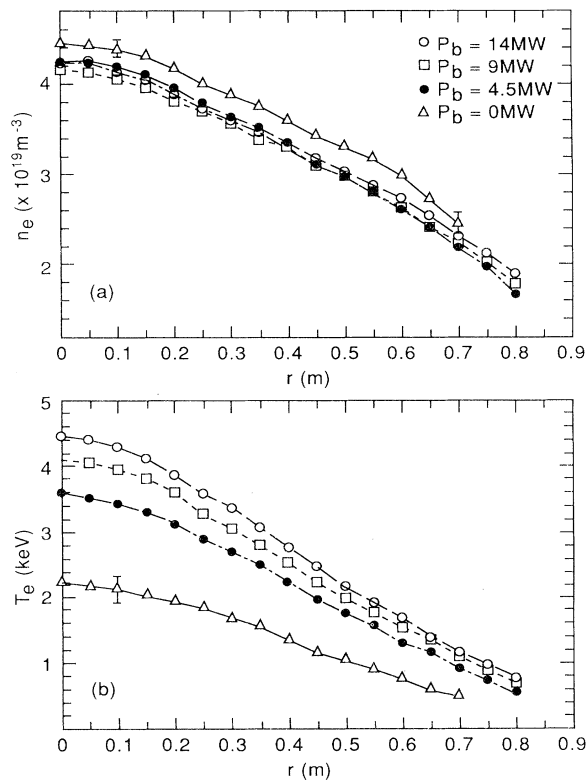 P_b = 14MW
P_b = 9MW
P_b = 4.5MW
P_b = 0MW
n_e (x 10¹⁹m⁻³)
4
3
2
(a)
0 0.1 0.2 0.3 0.4 0.5 0.6 0.7 0.8 0.9
r (m)
T_e (keV)
5
4
3
2
1
0
(b)
0 0.1 0.2 0.3 0.4 0.5 0.6 0.7 0.8 0.9
r (m)